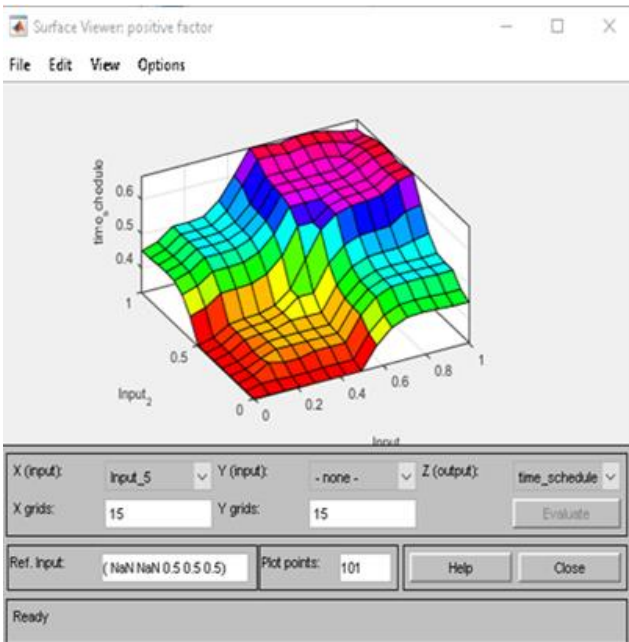 Surface Viewer: positive factor
File Edit View Options
time_schedule
0.6
0.5
0.4
1
0.5
0
Input_2
0
0.2
0.4
0.6
0.8
1
Input
X (input): Input_5 Y (input): - none - Z (output): time_schedule
X grids: 15 Y grids: 15 Evaluate
Ref. Input: ( NaN NaN 0.5 0.5 0.5) Plot points: 101 Help Close
Ready